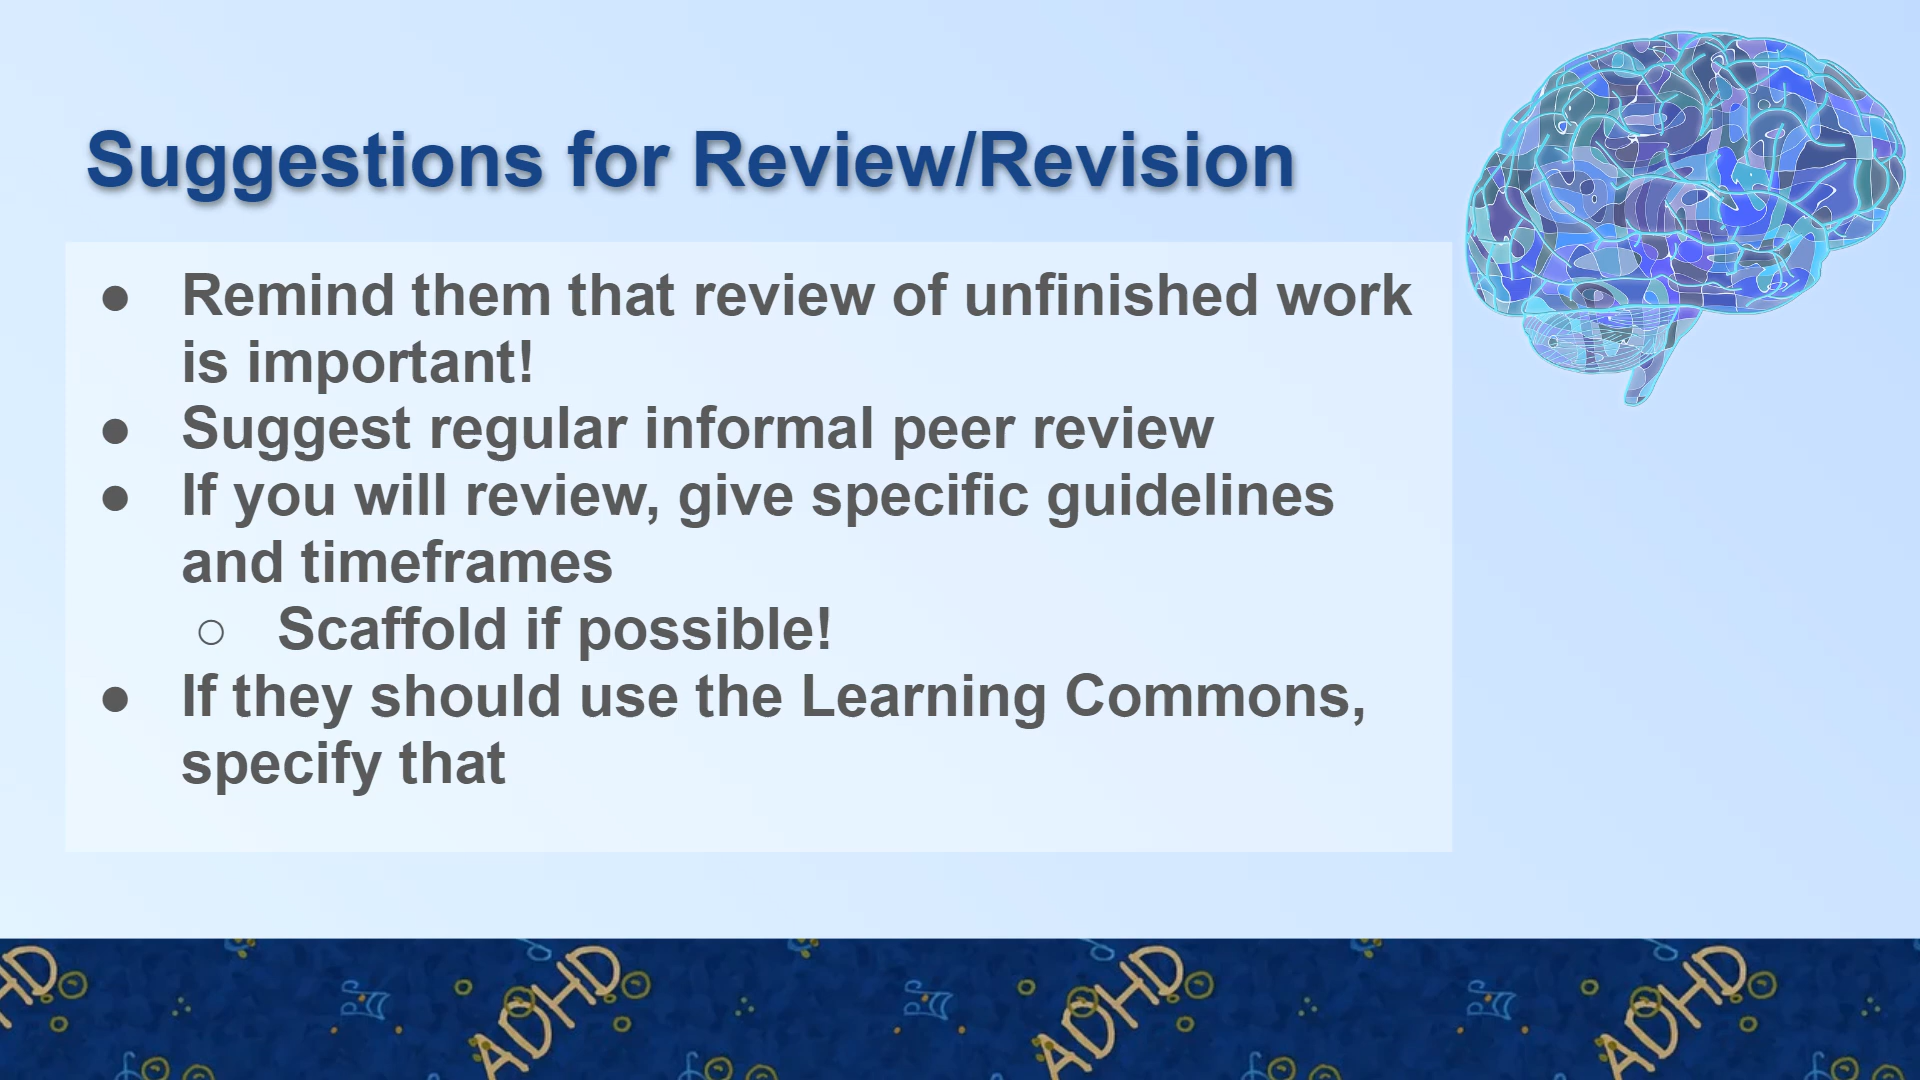 Suggestions for Review/Revision
● Remind them that review of unfinished work
is important!
● Suggest regular informal peer review
● If you will review, give specific guidelines
and timeframes
○ Scaffold if possible!
● If they should use the Learning Commons,
specify that
HD
ADHD
ADHD
ADHD